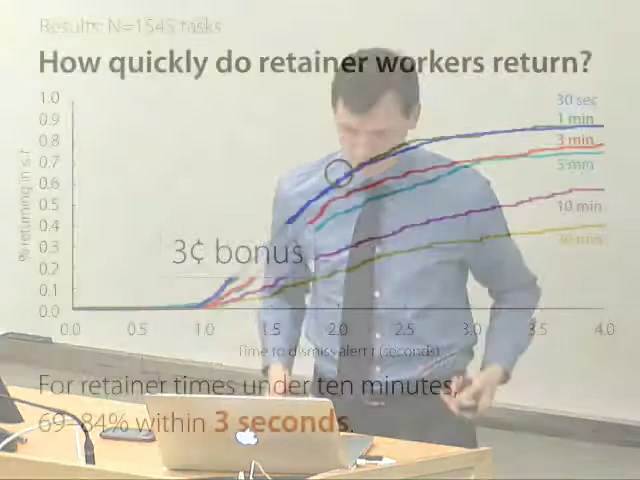 Results: N=1545 tasks
How quickly do retainer workers return?
1.0
0.9
0.8
0.7
0.6
0.5
0.4
0.3
0.2
0.1
0.0
% returning in ≤ t
30 sec
1 min
3 min
5 min
10 min
30 min
3¢ bonus
0.0 0.5 1.0 1.5 2.0 2.5 3.0 3.5 4.0
Time to dismiss alert t (seconds)
For retainer times under ten minutes,
69–84% within 3 seconds.